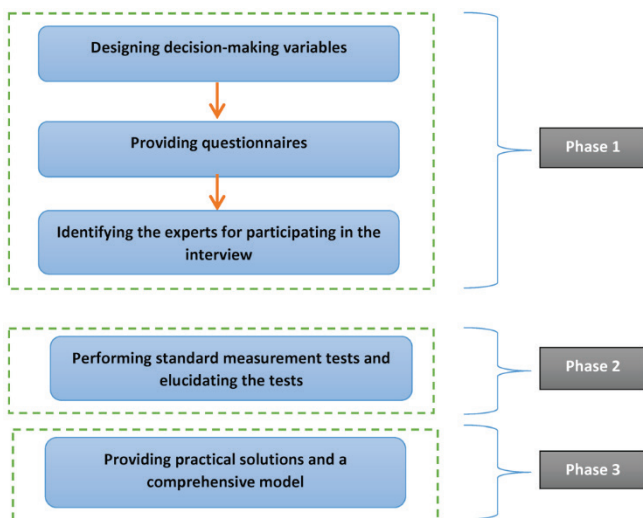 Designing decision-making variables
Providing questionnaires
Phase 1
Identifying the experts for participating in the
interview
Performing standard measurement tests and
elucidating the tests
Phase 2
Providing practical solutions and a
comprehensive model
Phase 3